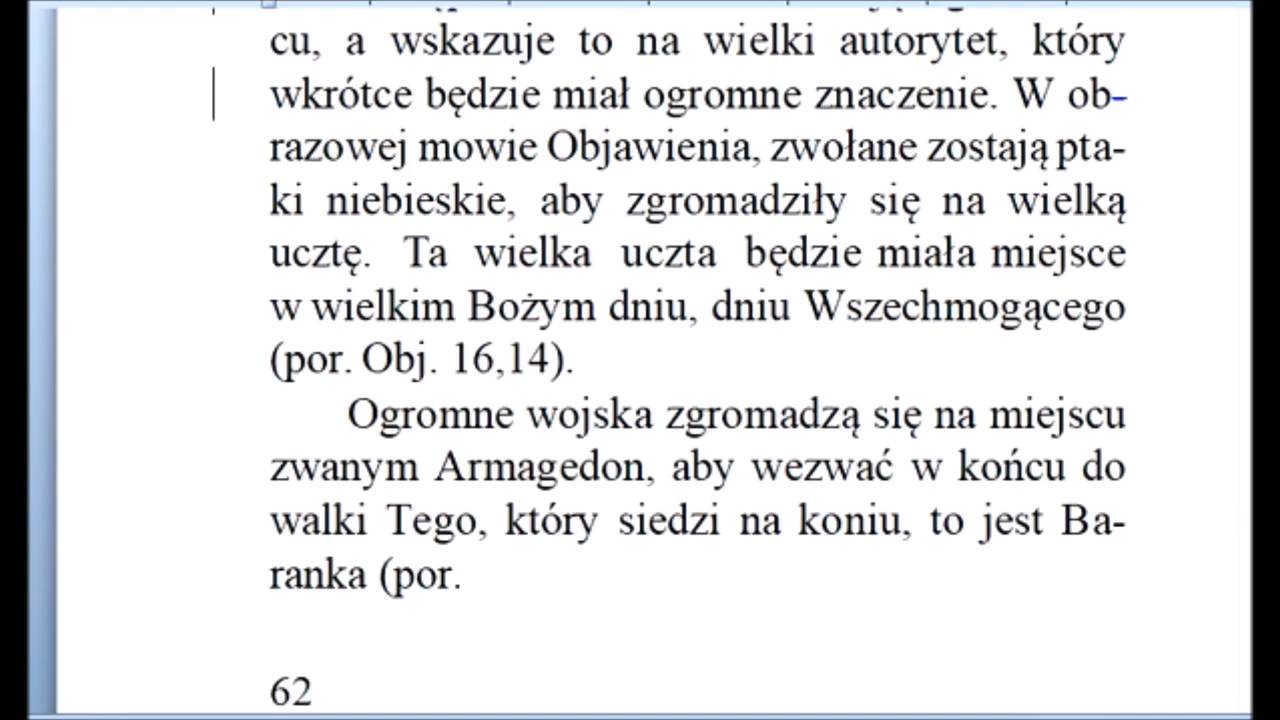 cu, a wskazuje to na wielki autorytet, który
wkrótce będzie miał ogromne znaczenie. W ob-
razowej mowie Objawienia, zwołane zostają pta-
ki niebieskie, aby zgromadziły się na wielką
ucztę. Ta wielka uczta będzie miała miejsce
w wielkim Bożym dniu, dniu Wszechmogącego
(por. Obj. 16,14).
Ogromne wojska zgromadzą się na miejscu
zwanym Armagedon, aby wezwać w końcu do
walki Tego, który siedzi na koniu, to jest Ba-
ranka (por.
62